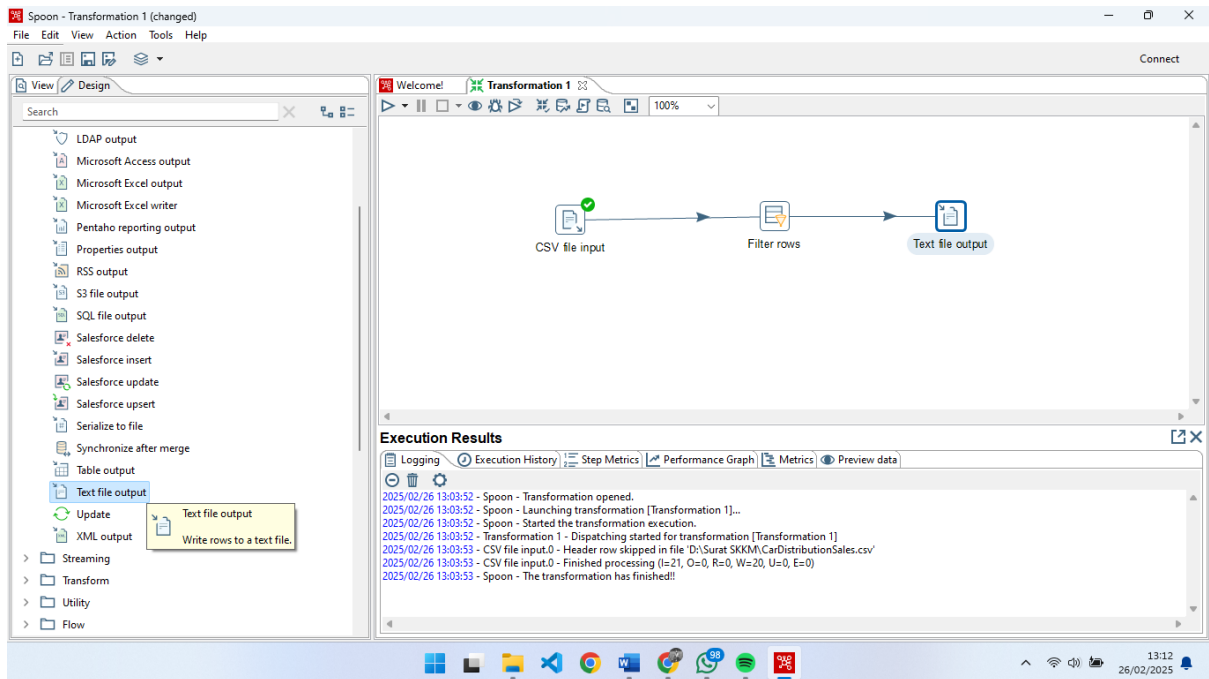 Spoon - Transformation 1 (changed)
File Edit View Action Tools Help
Connect
View Design
Search
LDAP output
Microsoft Access output
Microsoft Excel output
Microsoft Excel writer
Pentaho reporting output
Properties output
RSS output
S3 file output
SQL file output
Salesforce delete
Salesforce insert
Salesforce update
Salesforce upsert
Serialize to file
Synchronize after merge
Table output
Text file output
Update
XML output
Text file output
Write rows to a text file.
Streaming
Transform
Utility
Flow
Welcome! Transformation 1
100%
CSV file input
Filter rows
Text file output
Execution Results
Logging Execution History Step Metrics Performance Graph Metrics Preview data
2025/02/26 13:03:52 - Spoon - Transformation opened.
2025/02/26 13:03:52 - Spoon - Launching transformation [Transformation 1]...
2025/02/26 13:03:52 - Spoon - Started the transformation execution.
2025/02/26 13:03:52 - Transformation 1 - Dispatching started for transformation [Transformation 1]
2025/02/26 13:03:53 - CSV file input.0 - Header row skipped in file 'D:\Surat SKKM\CarDistributionSales.csv'
2025/02/26 13:03:53 - CSV file input.0 - Finished processing (I=21, O=0, R=0, W=20, U=0, E=0)
2025/02/26 13:03:53 - Spoon - The transformation has finished!!
98
13:12
26/02/2025